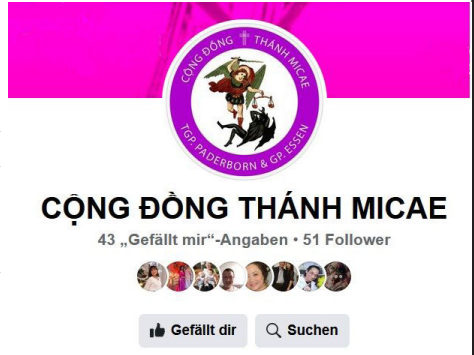 CỘNG ĐỒNG † THÁNH MICAE
TGP. PADERBORN & GP. ESSEN
CỘNG ĐỒNG THÁNH MICAE
43 „Gefällt mir“-Angaben • 51 Follower
Gefällt dir
Suchen